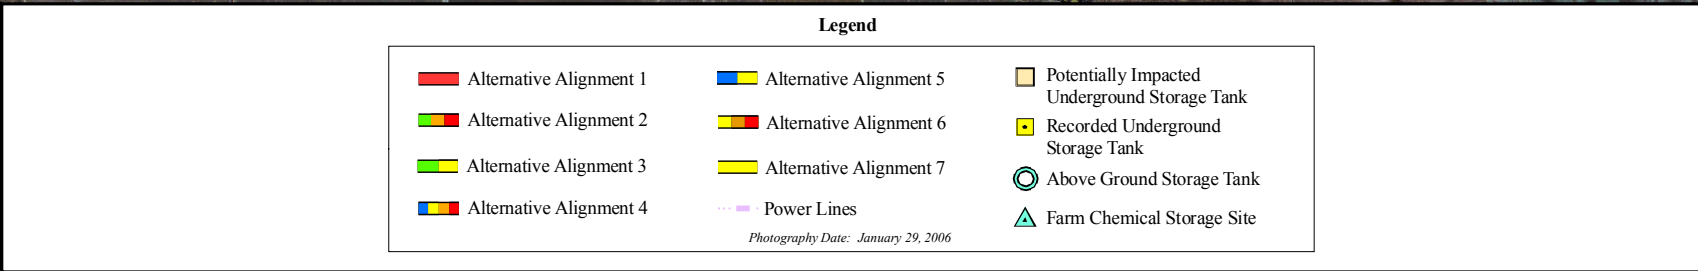 Legend
Alternative Alignment 1
Alternative Alignment 2
Alternative Alignment 3
Alternative Alignment 4
Alternative Alignment 5
Alternative Alignment 6
Alternative Alignment 7
Power Lines
Photography Date: January 29, 2006
Potentially Impacted
Underground Storage Tank
Recorded Underground
Storage Tank
Above Ground Storage Tank
Farm Chemical Storage Site